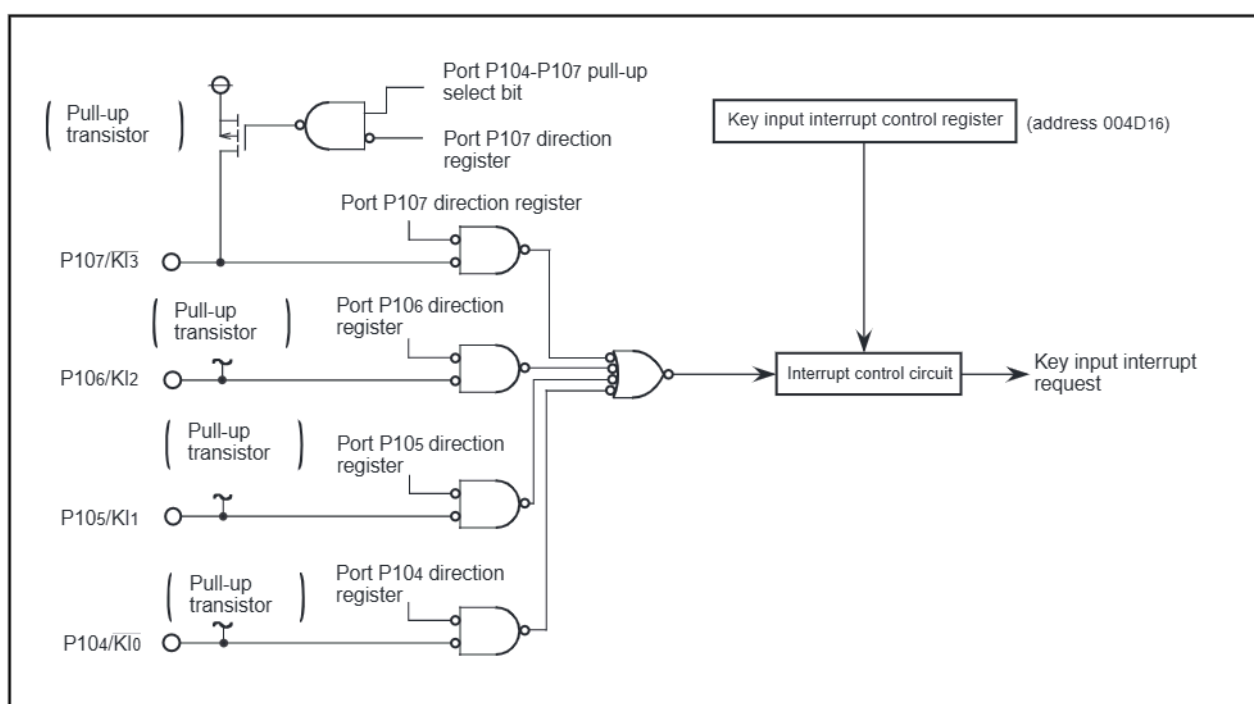 Port P104-P107 pull-up
select bit
Pull-up
transistor
Port P107 direction
register
Key input interrupt control register
(address 004D16)
Port P107 direction register
P107/K̅I̅3̅
Pull-up
transistor
Port P106 direction
register
P106/KI2
Interrupt control circuit
Key input interrupt
request
Pull-up
transistor
Port P105 direction
register
P105/KI1
Pull-up
transistor
Port P104 direction
register
P104/K̅I̅0̅